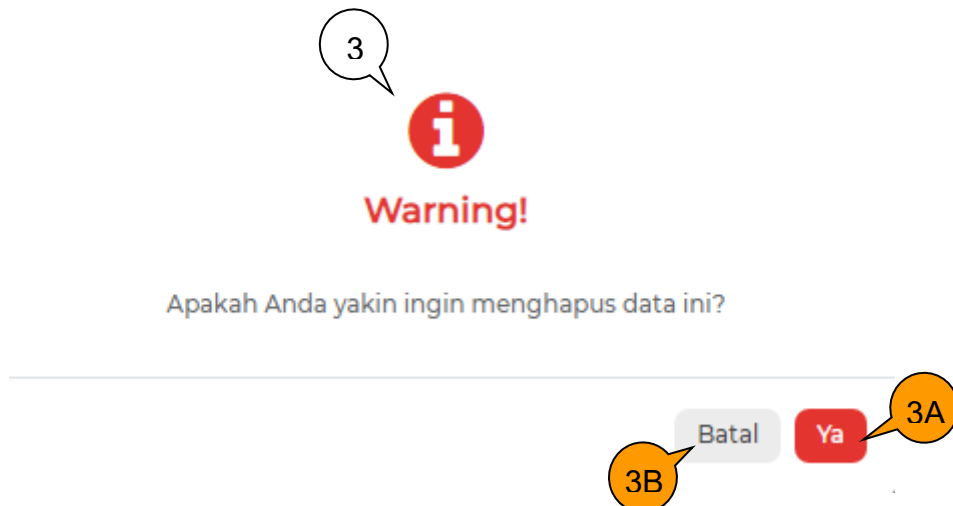 3
Warning!
Apakah Anda yakin ingin menghapus data ini?
Batal Ya 3A
3B